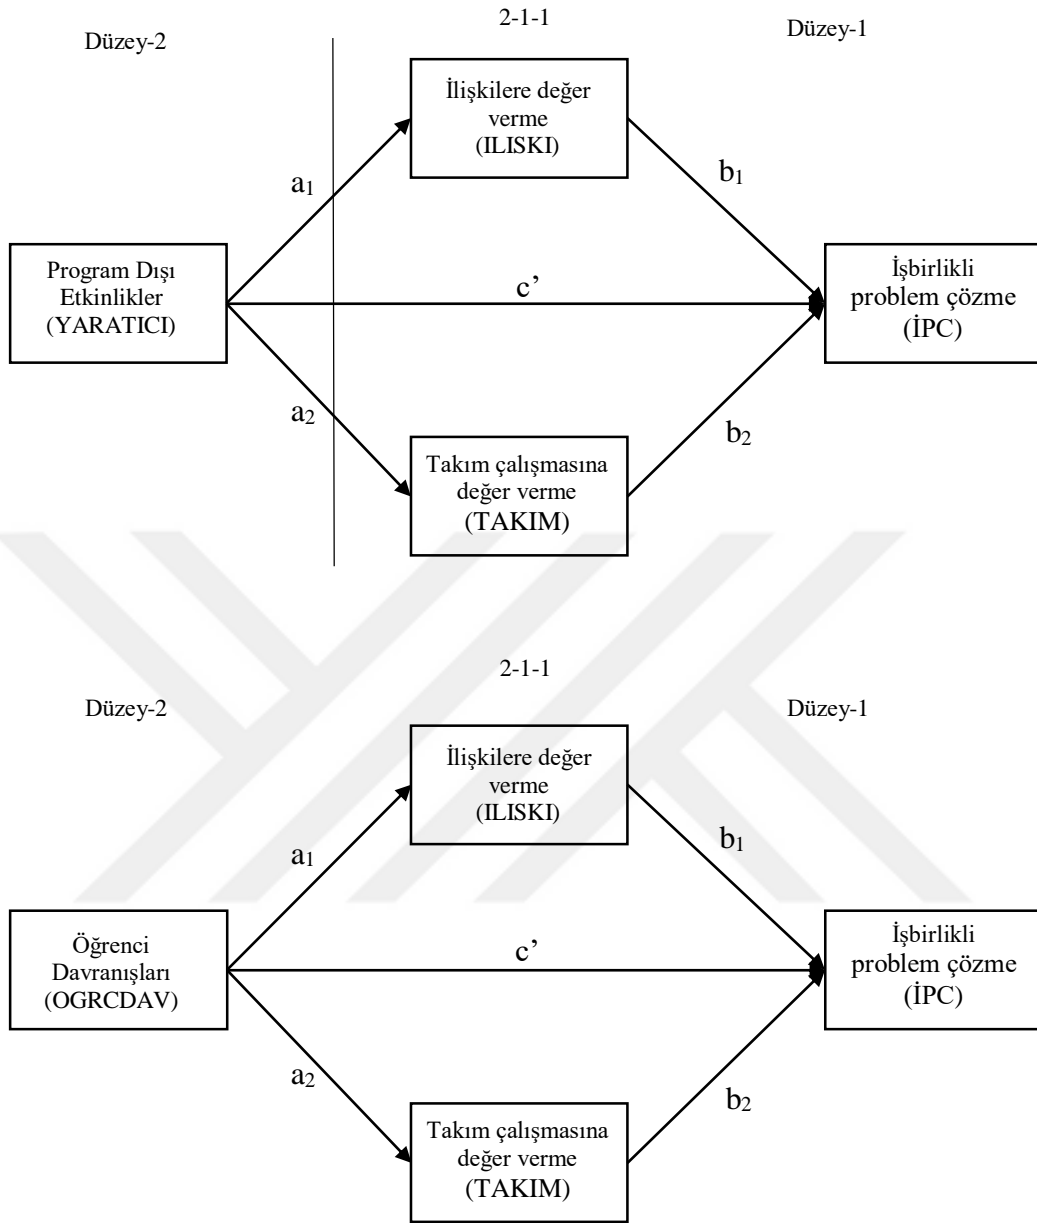 2-1-1
Düzey-2
Düzey-1
İlişkilere değer
verme
(ILISKI)
a1
b1
Program Dışı
Etkinlikler
(YARATICI)
c’
İşbirlikli
problem çözme
(İPC)
a2
b2
Takım çalışmasına
değer verme
(TAKIM)
2-1-1
Düzey-2
Düzey-1
İlişkilere değer
verme
(ILISKI)
a1
b1
Öğrenci
Davranışları
(OGRCDAV)
c’
İşbirlikli
problem çözme
(İPC)
a2
b2
Takım çalışmasına
değer verme
(TAKIM)